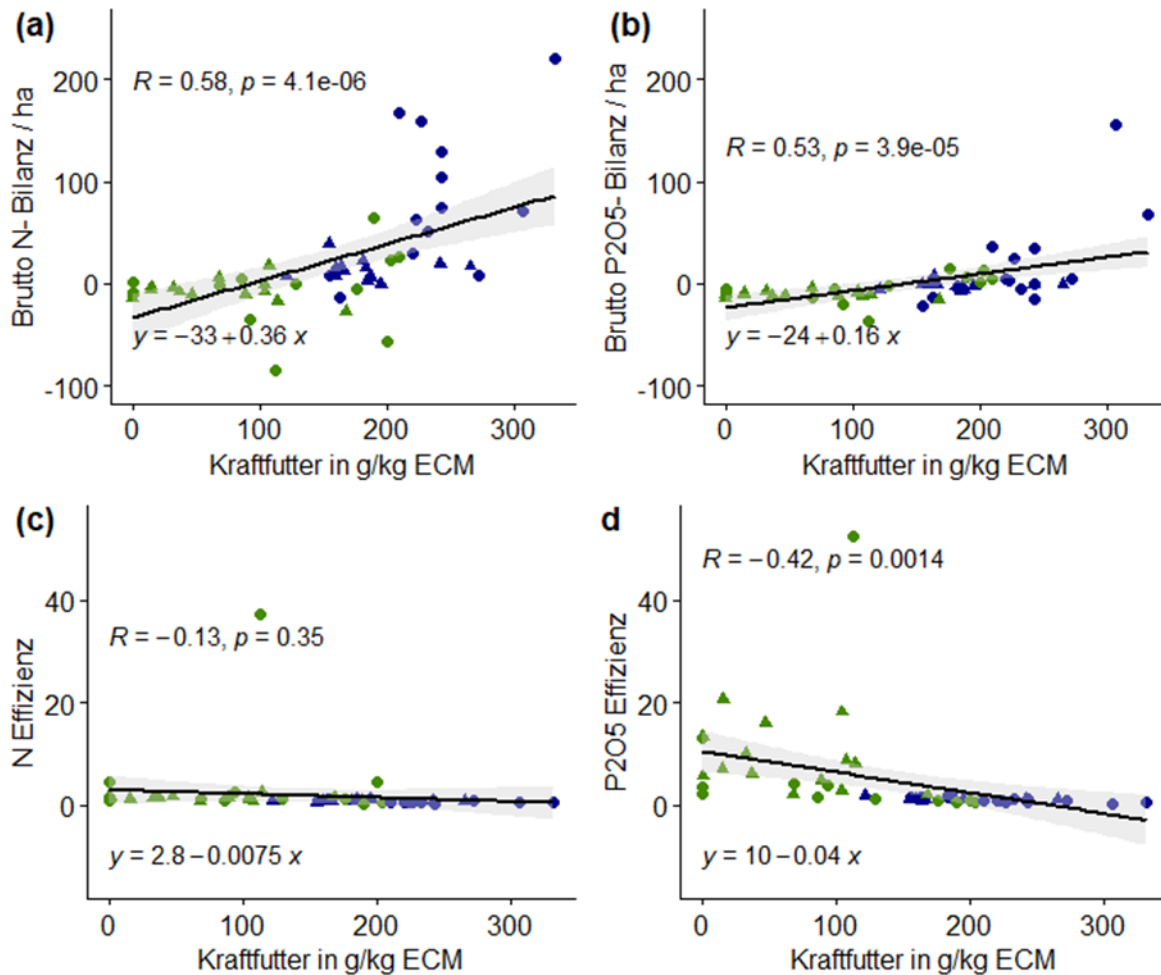 (a)
Brutto N- Bilanz / ha
200
100
0
-100
R = 0.58, p = 4.1e-06
y = −33 + 0.36 x
0 100 200 300
Kraftfutter in g/kg ECM
(b)
Brutto P2O5- Bilanz / ha
200
100
0
-100
R = 0.53, p = 3.9e-05
y = −24 + 0.16 x
0 100 200 300
Kraftfutter in g/kg ECM
(c)
N Effizienz
40
20
0
R = −0.13, p = 0.35
y = 2.8 − 0.0075 x
0 100 200 300
Kraftfutter in g/kg ECM
d
P2O5 Effizienz
40
20
0
R = −0.42, p = 0.0014
y = 10 − 0.04 x
0 100 200 300
Kraftfutter in g/kg ECM